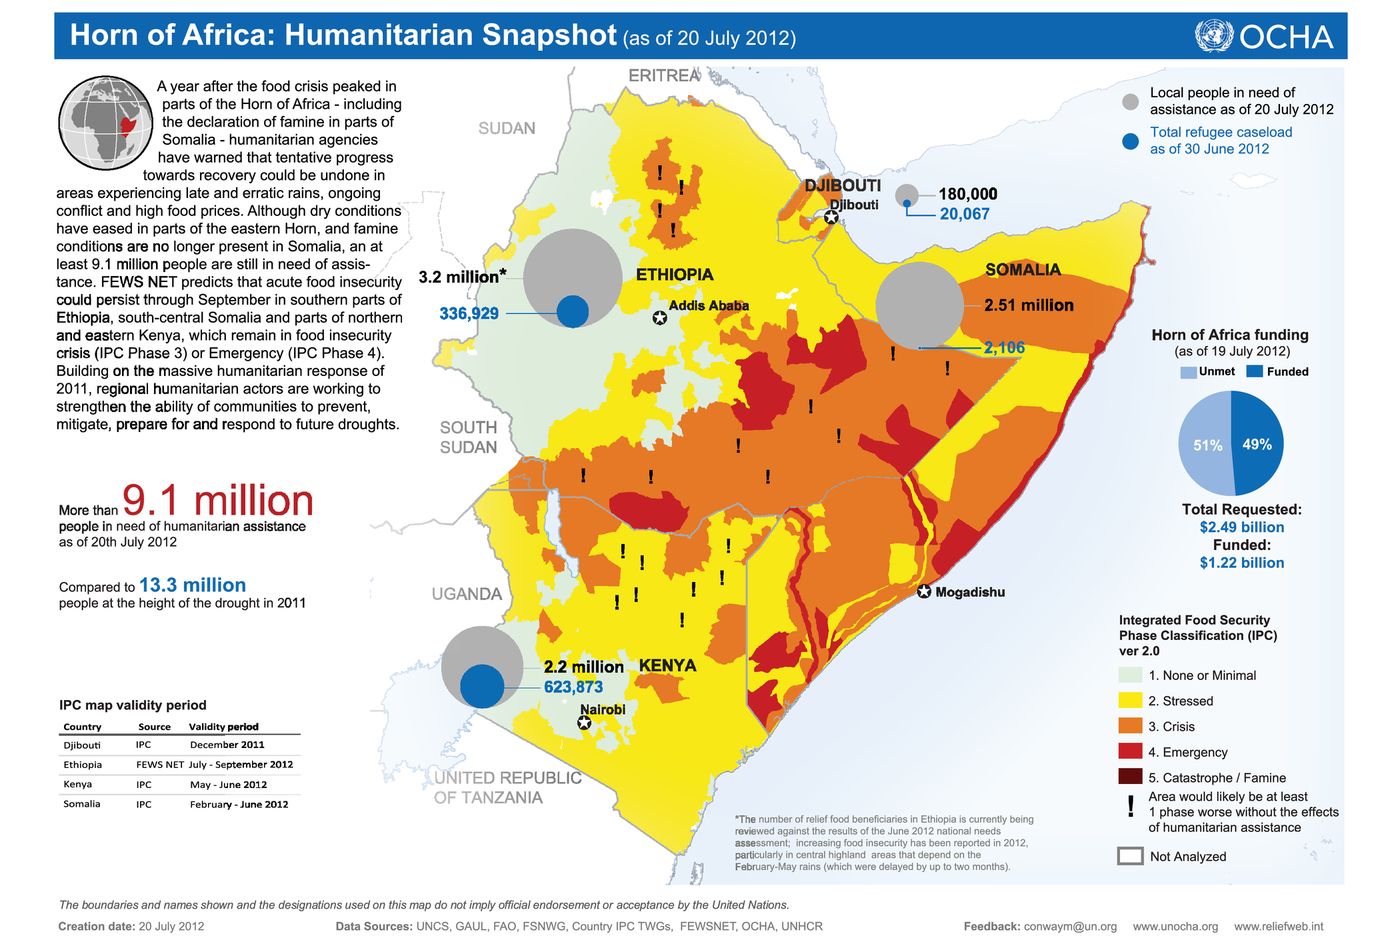 Horn of Africa: Humanitarian Snapshot (as of 20 July 2012)
OCHA
A year after the food crisis peaked in
parts of the Horn of Africa - including
the declaration of famine in parts of
Somalia - humanitarian agencies
have warned that tentative progress
towards recovery could be undone in
areas experiencing late and erratic rains, ongoing
conflict and high food prices. Although dry conditions
have eased in parts of the eastern Horn, and famine
conditions are no longer present in Somalia, an at
least 9.1 million people are still in need of assis-
tance. FEWS NET predicts that acute food insecurity
could persist through September in southern parts of
Ethiopia, south-central Somalia and parts of northern
and eastern Kenya, which remain in food insecurity
crisis (IPC Phase 3) or Emergency (IPC Phase 4).
Building on the massive humanitarian response of
2011, regional humanitarian actors are working to
strengthen the ability of communities to prevent,
mitigate, prepare for and respond to future droughts.
More than 9.1 million
people in need of humanitarian assistance
as of 20th July 2012
Compared to 13.3 million
people at the height of the drought in 2011
IPC map validity period
Country Source Validity period
Djibouti IPC December 2011
Ethiopia FEWS NET July - September 2012
Kenya IPC May - June 2012
Somalia IPC February - June 2012
ERITREA
SUDAN
DJIBOUTI
Djibouti
180,000
20,067
3.2 million*
336,929
ETHIOPIA
Addis Ababa
SOMALIA
2.51 million
2,106
SOUTH
SUDAN
UGANDA
Mogadishu
2.2 million
623,873
KENYA
Nairobi
UNITED REPUBLIC
OF TANZANIA
Local people in need of
assistance as of 20 July 2012
Total refugee caseload
as of 30 June 2012
Horn of Africa funding
(as of 19 July 2012)
Unmet Funded
51% 49%
Total Requested:
$2.49 billion
Funded:
$1.22 billion
Integrated Food Security
Phase Classification (IPC)
ver 2.0
1. None or Minimal
2. Stressed
3. Crisis
4. Emergency
5. Catastrophe / Famine
! Area would likely be at least
1 phase worse without the effects
of humanitarian assistance
Not Analyzed
*The number of relief food beneficiaries in Ethiopia is currently being
reviewed against the results of the June 2012 national needs
assessment; increasing food insecurity has been reported in 2012,
particularly in central highland areas that depend on the
February-May rains (which were delayed by up to two months).
The boundaries and names shown and the designations used on this map do not imply official endorsement or acceptance by the United Nations.
Creation date: 20 July 2012 Data Sources: UNCS, GAUL, FAO, FSNWG, Country IPC TWGs, FEWSNET, OCHA, UNHCR Feedback: conwaym@un.org www.unocha.org www.reliefweb.int